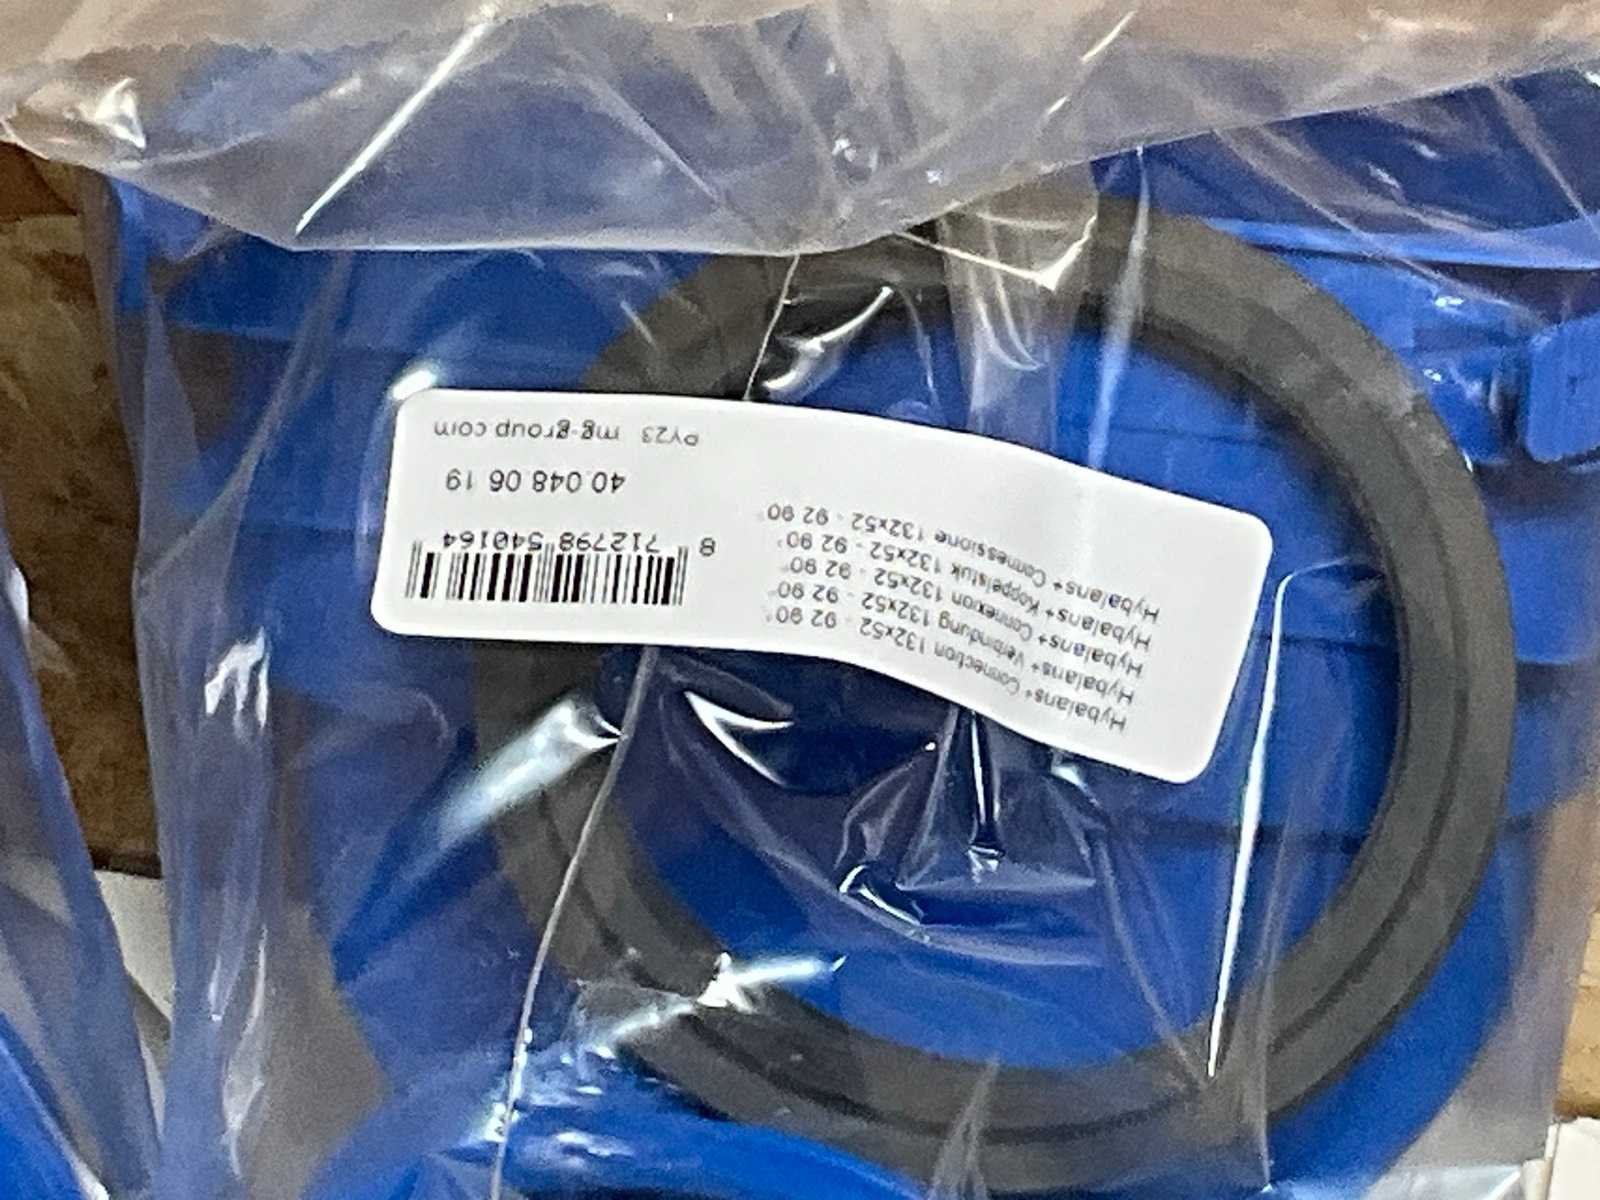 Hybalans+ Connection 132x52 - 92 90°
Hybalans+ Verbindung 132x52 - 92 90°
Hybalans+ Connexion 132x52 - 92 90°
Hybalans+ Koppelstuk 132x52 - 92 90°
Hybalans+ Connessione 132x52 - 92 90°
8 712798 540164
40.048.06.19
PY23 mg-group.com